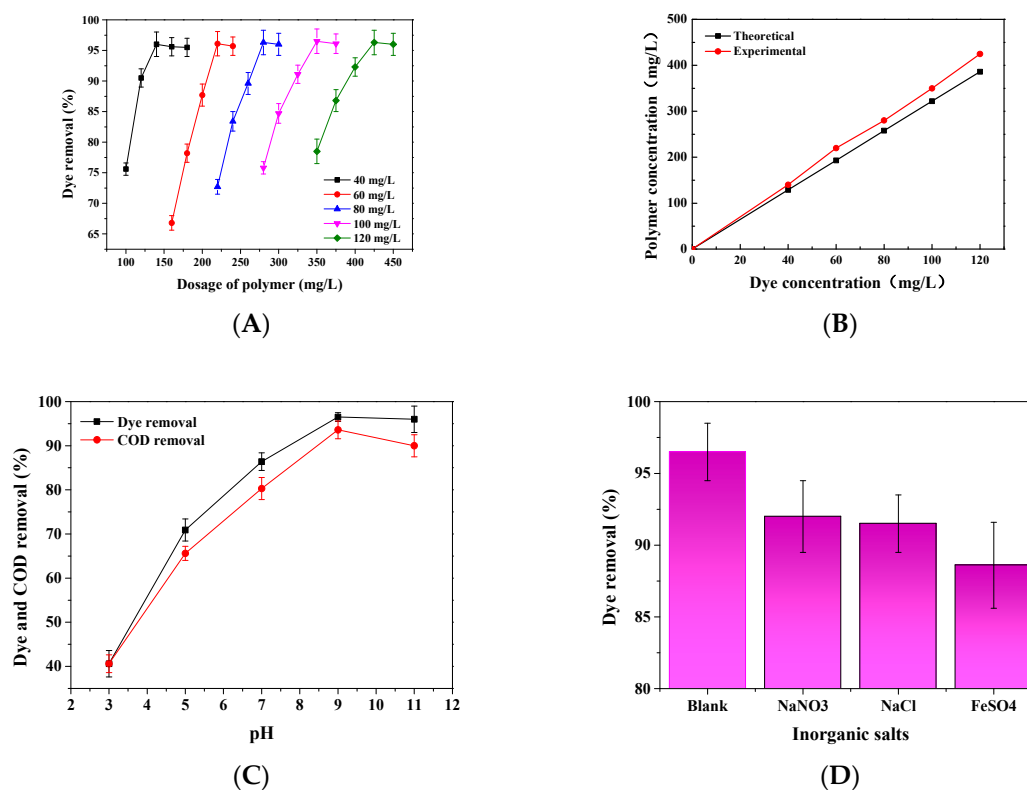 100
95
90
85
80
75
70
65
Dye removal (%)
40 mg/L
60 mg/L
80 mg/L
100 mg/L
120 mg/L
100 150 200 250 300 350 400 450
Dosage of polymer (mg/L)
(A)
500
400
300
200
100
0
Polymer concentration (mg/L)
Theoretical
Experimental
0 20 40 60 80 100 120
Dye concentration (mg/L)
(B)
100
90
80
70
60
50
40
Dye and COD removal (%)
Dye removal
COD removal
2 3 4 5 6 7 8 9 10 11 12
pH
(C)
100
95
90
85
80
Dye removal (%)
Blank NaNO3 NaCl FeSO4
Inorganic salts
(D)